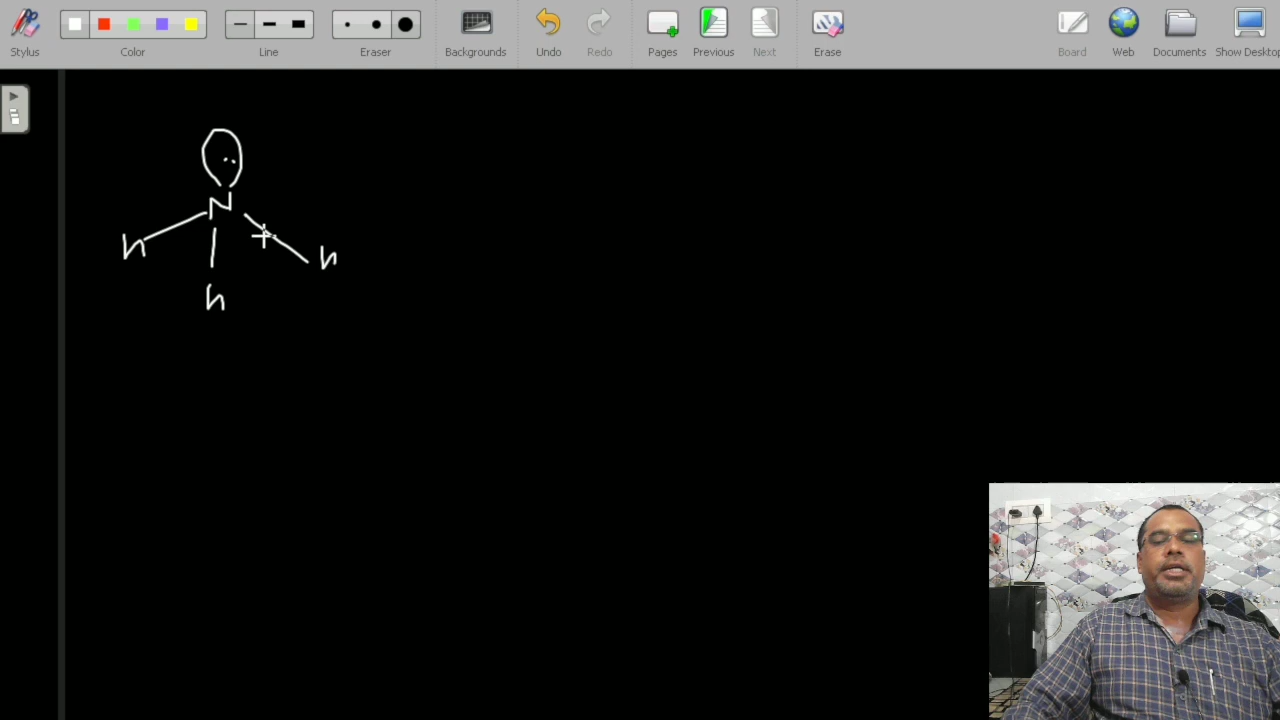 Stylus Color Line Eraser Backgrounds Undo Redo Pages Previous Next Erase Board Web Documents Show Desktop
N
h h
h